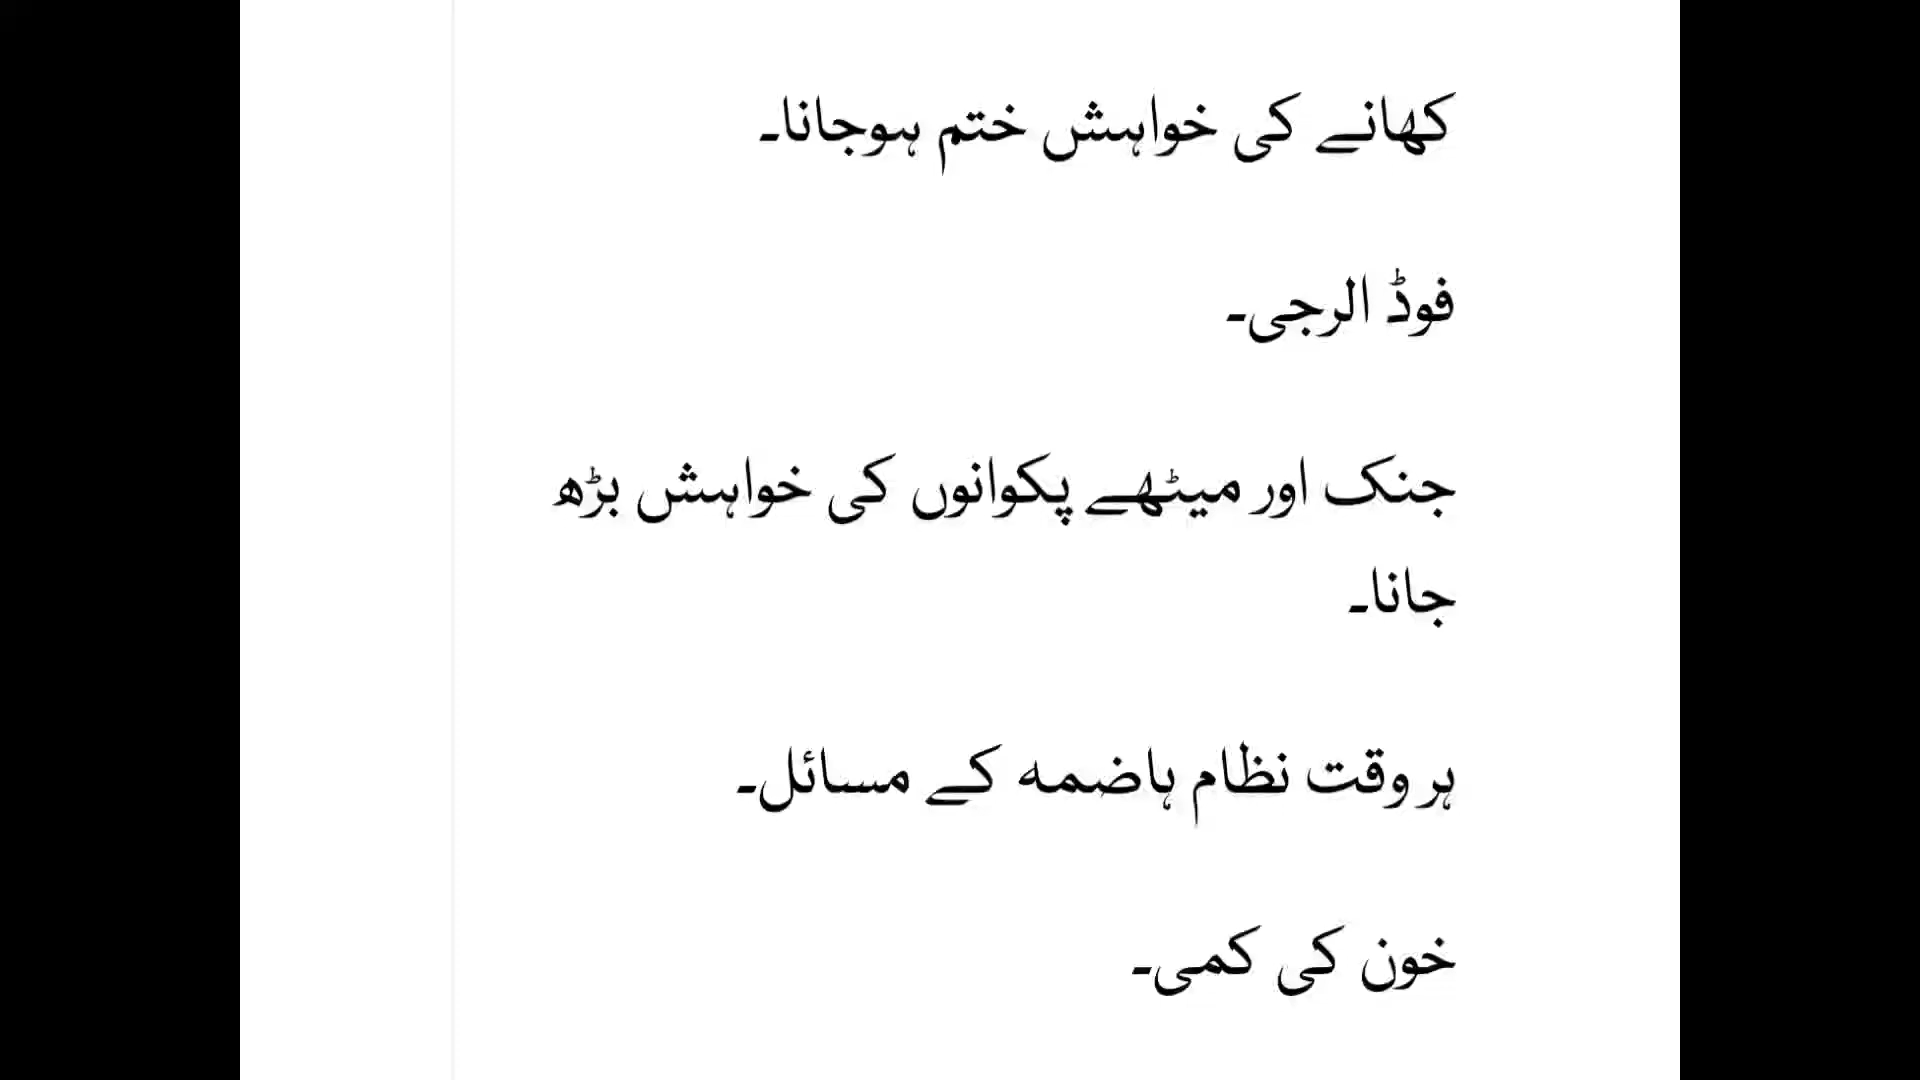 کھانے کی خواہش ختم ہوجانا۔
فوڈ الرجی۔
جنک اور میٹھے پکوانوں کی خواہش بڑھ
جانا۔
ہر وقت نظام ہاضمہ کے مسائل۔
خون کی کمی۔